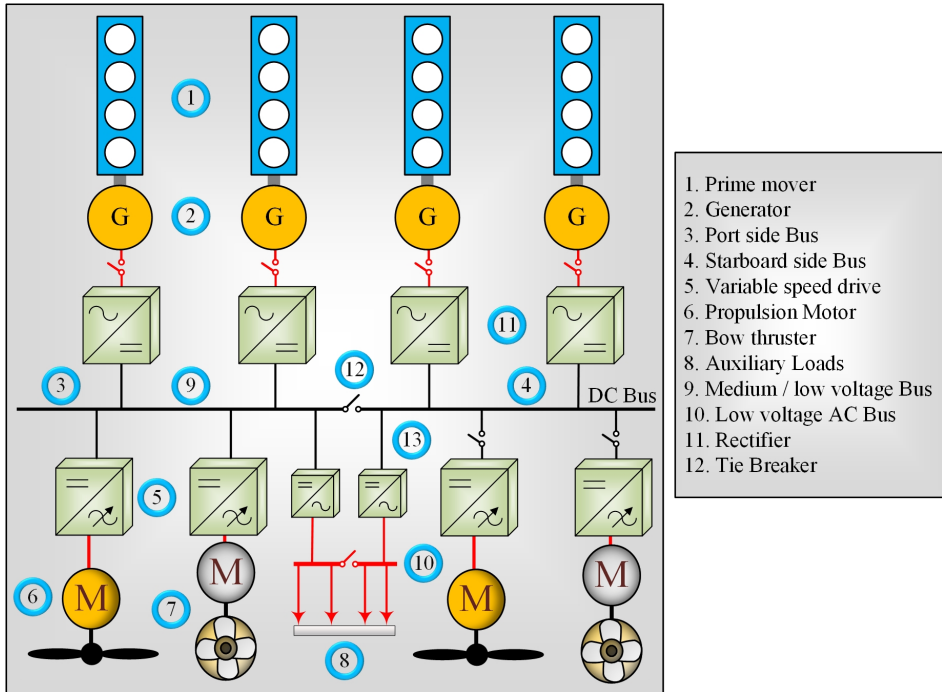 1
2
G G G G
11
12
3
9
4
DC Bus
13
5
10
M
M
M
M
6
7
8
1. Prime mover
2. Generator
3. Port side Bus
4. Starboard side Bus
5. Variable speed drive
6. Propulsion Motor
7. Bow thruster
8. Auxiliary Loads
9. Medium / low voltage Bus
10. Low voltage AC Bus
11. Rectifier
12. Tie Breaker